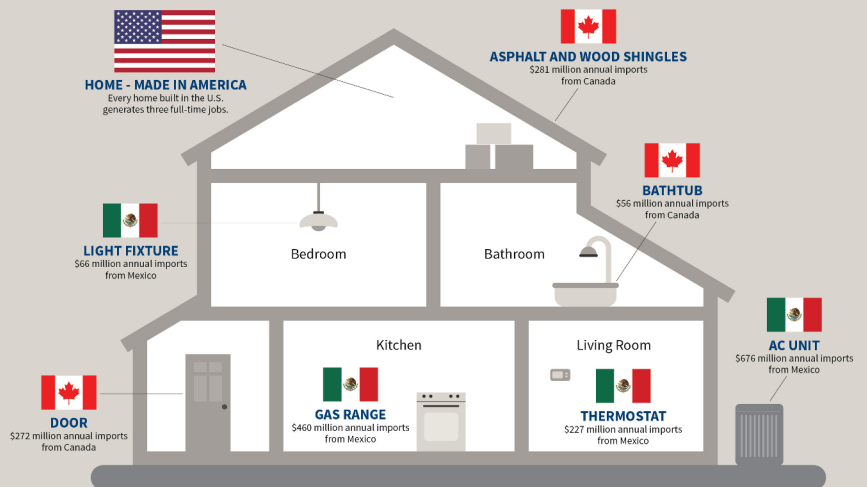 HOME - MADE IN AMERICA
Every home built in the U.S.
generates three full-time jobs.
ASPHALT AND WOOD SHINGLES
$281 million annual imports
from Canada
BATHTUB
$56 million annual imports
from Canada
LIGHT FIXTURE
$66 million annual imports
from Mexico
Bedroom
Bathroom
AC UNIT
$676 million annual imports
from Mexico
Kitchen
Living Room
DOOR
$272 million annual imports
from Canada
GAS RANGE
$460 million annual imports
from Mexico
THERMOSTAT
$227 million annual imports
from Mexico